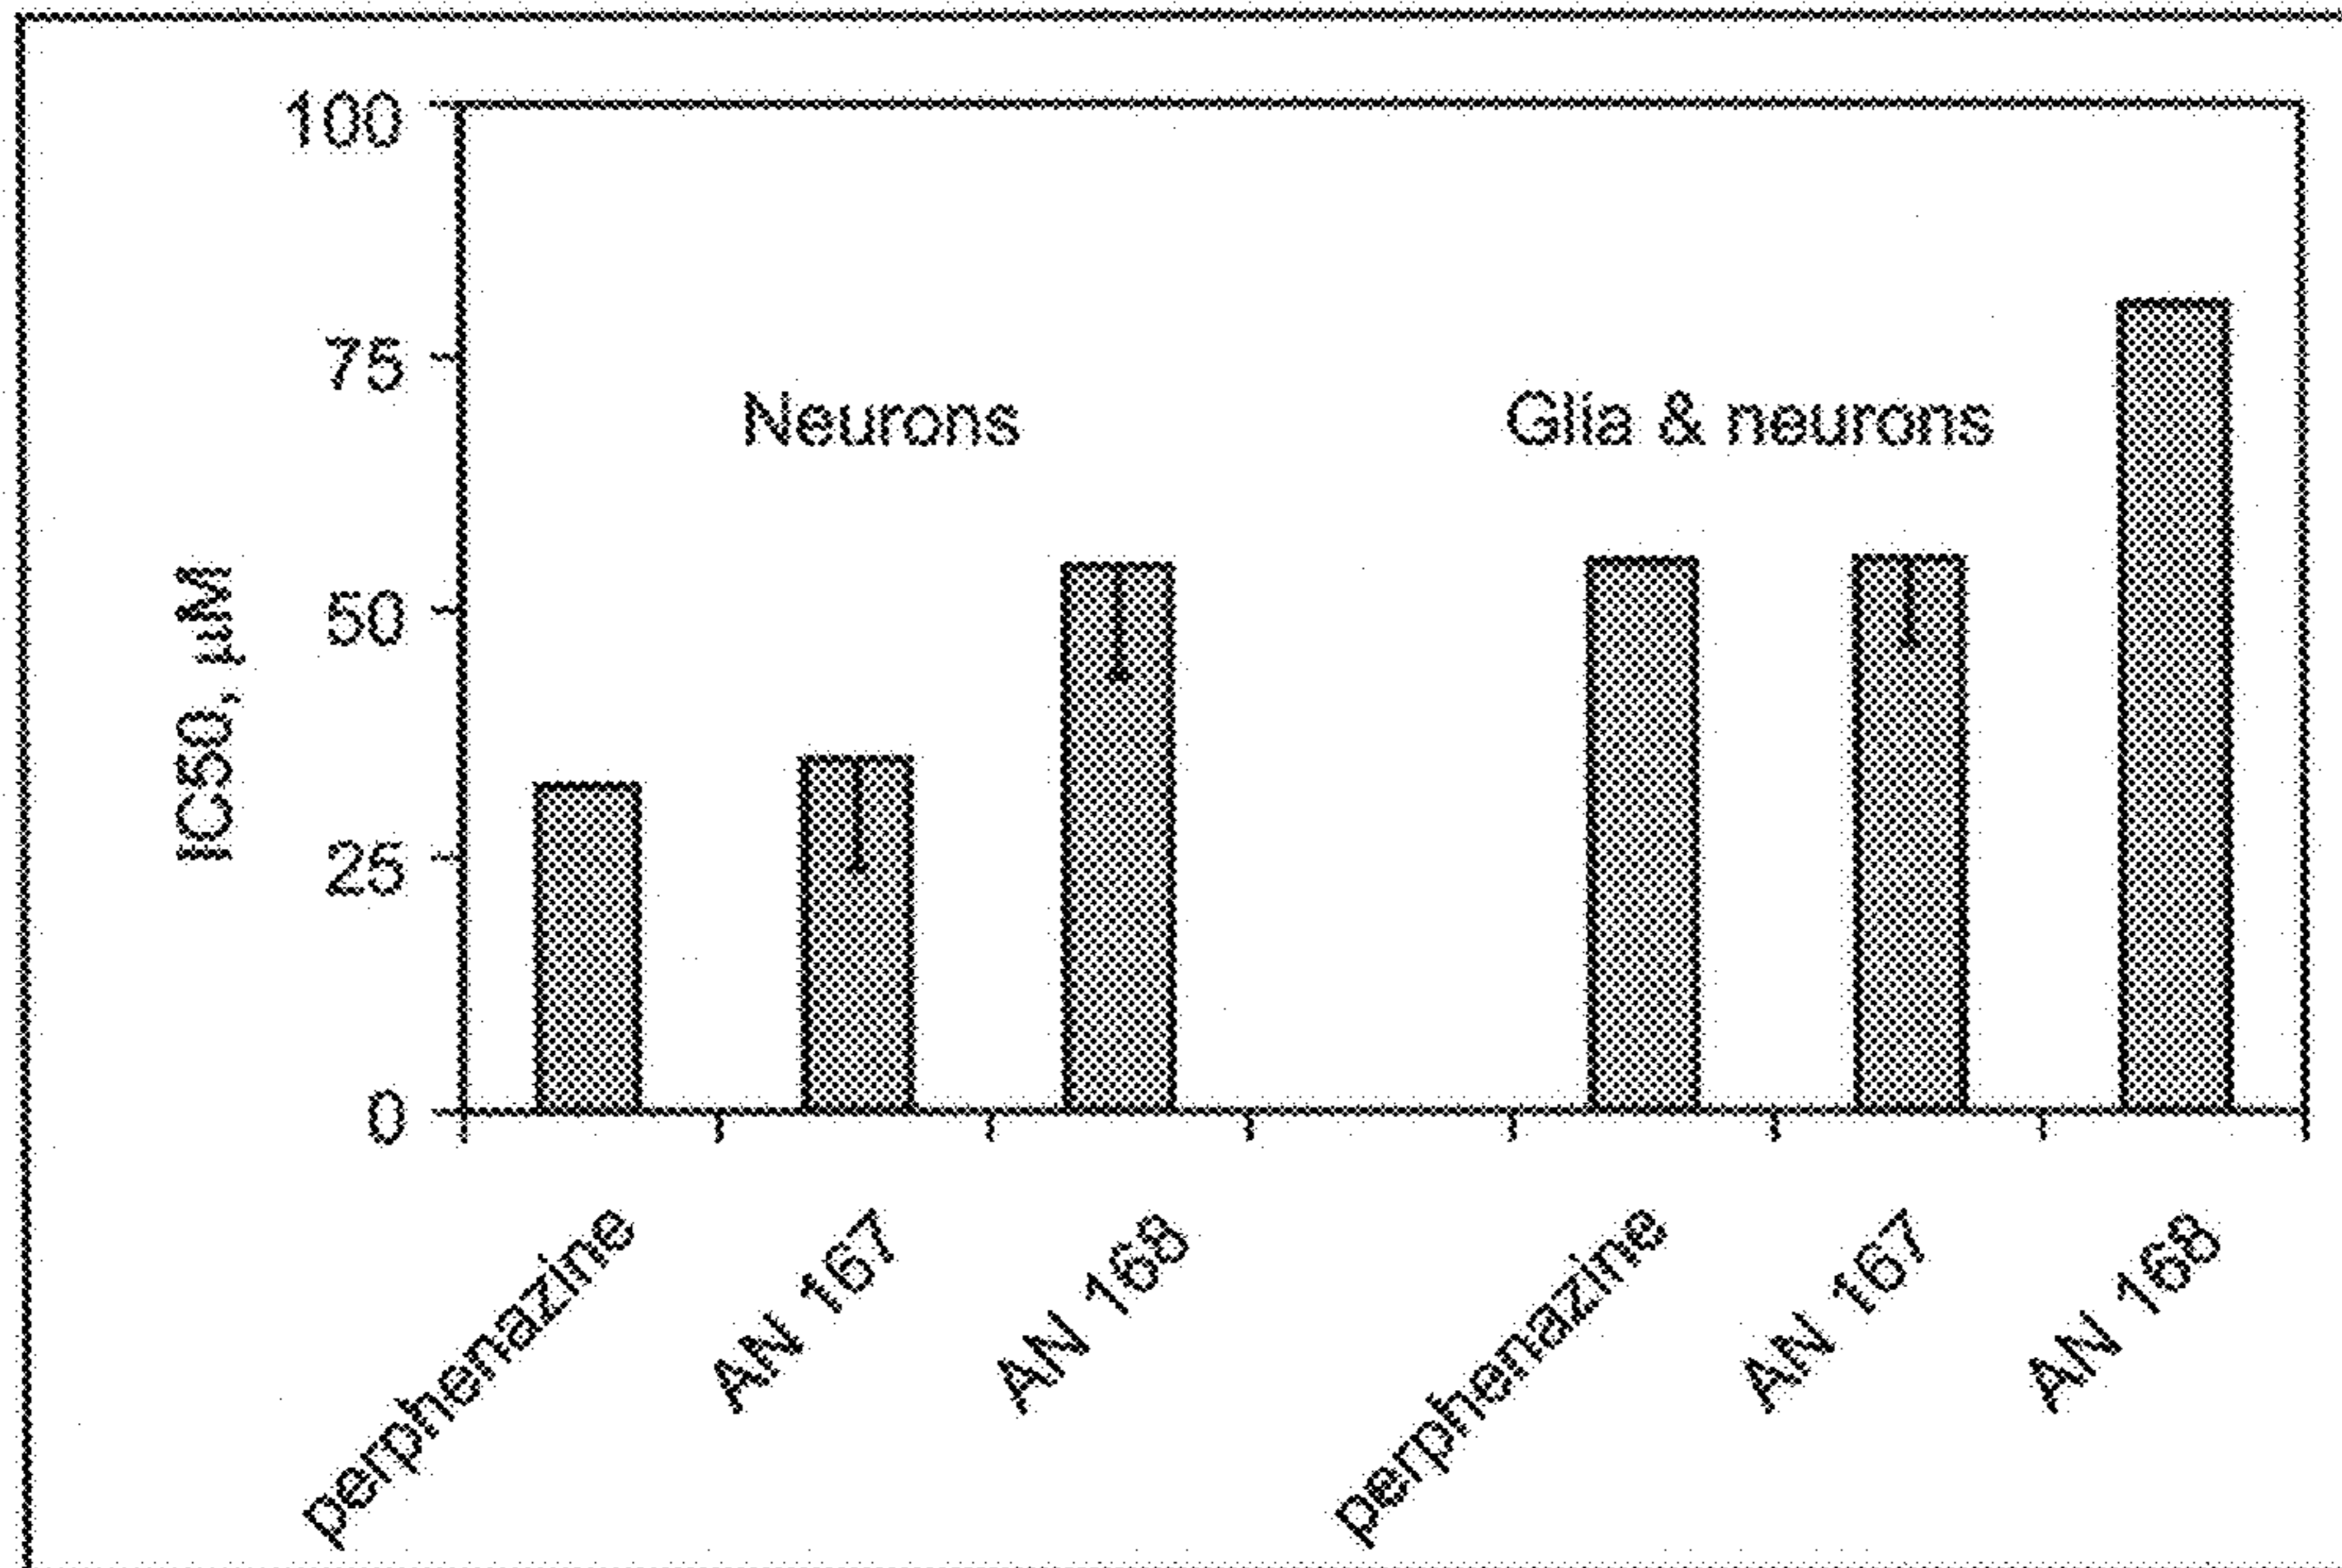 100
75
50
25
0
IC50, µM
Neurons
Glia & neurons
perphenazine
AN 167
AN 168
perphenazine
AN 167
AN 168